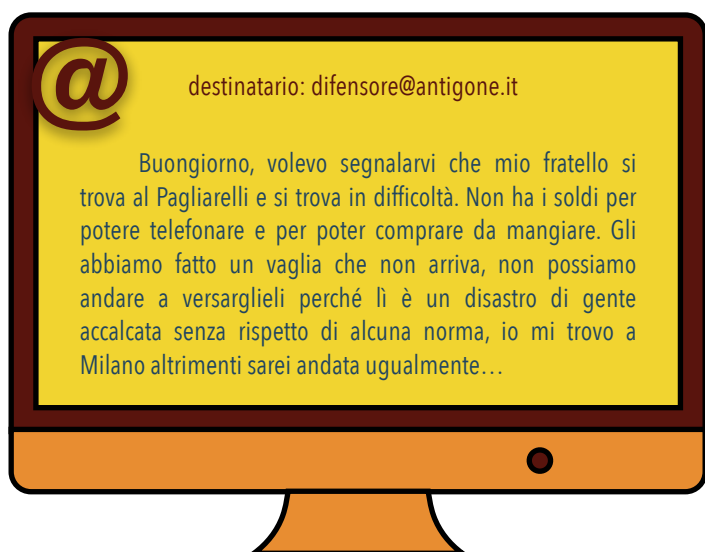 @
destinatario: difensore@antigone.it
Buongiorno, volevo segnalarvi che mio fratello si
trova al Pagliarelli e si trova in difficoltà. Non ha i soldi per
potere telefonare e per poter comprare da mangiare. Gli
abbiamo fatto un vaglia che non arriva, non possiamo
andare a versarglieli perché lì è un disastro di gente
accalcata senza rispetto di alcuna norma, io mi trovo a
Milano altrimenti sarei andata ugualmente…